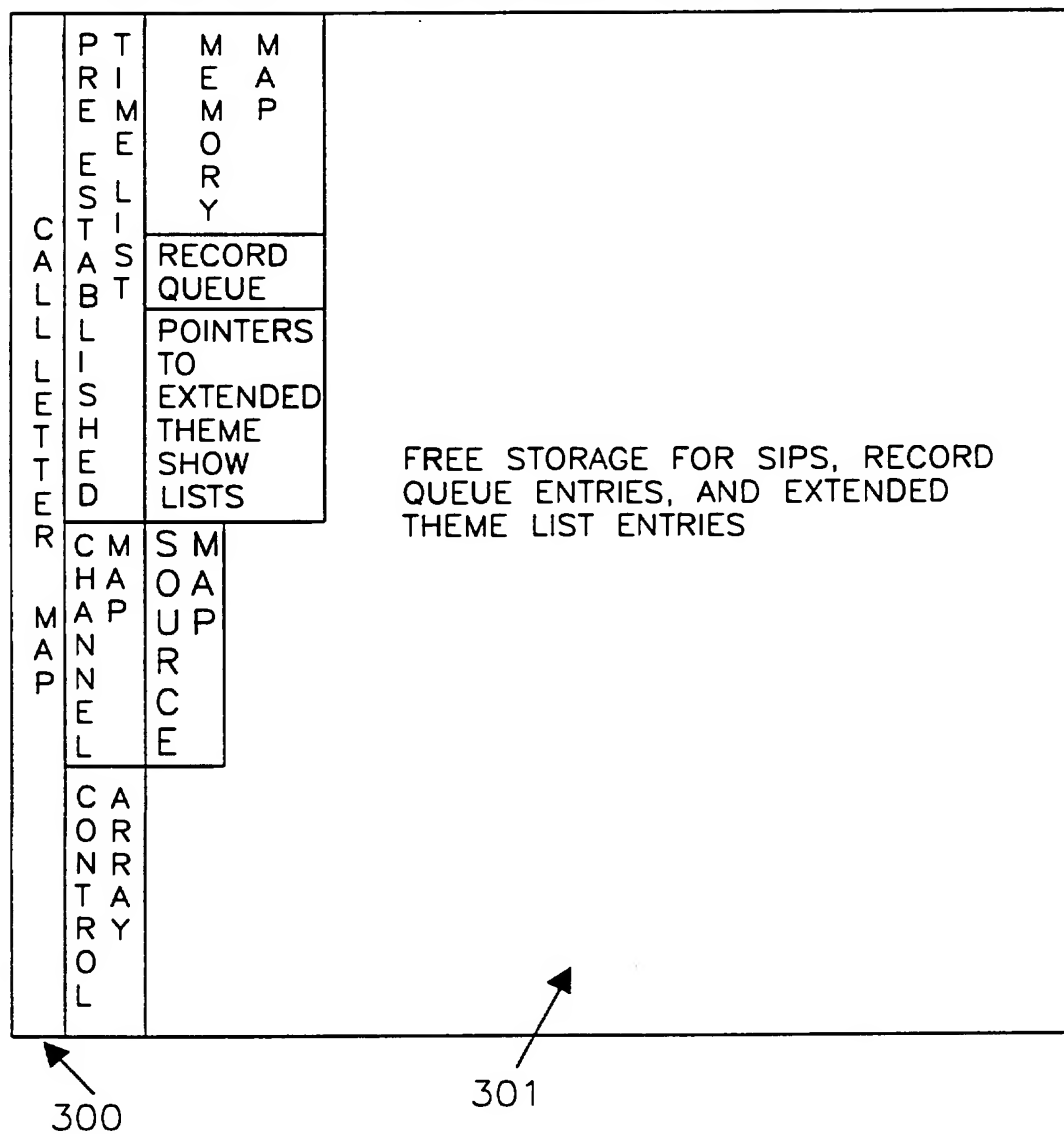 CALL LETTER MAP
PRE ESTABLISHED
TIME LIST
MEMORY
MAP
RECORD
QUEUE
POINTERS
TO
EXTENDED
THEME
SHOW
LISTS
CHANNEL
MAP
SOURCE
MAP
CONTROL
ARRAY
FREE STORAGE FOR SIPS, RECORD
QUEUE ENTRIES, AND EXTENDED
THEME LIST ENTRIES
300
301